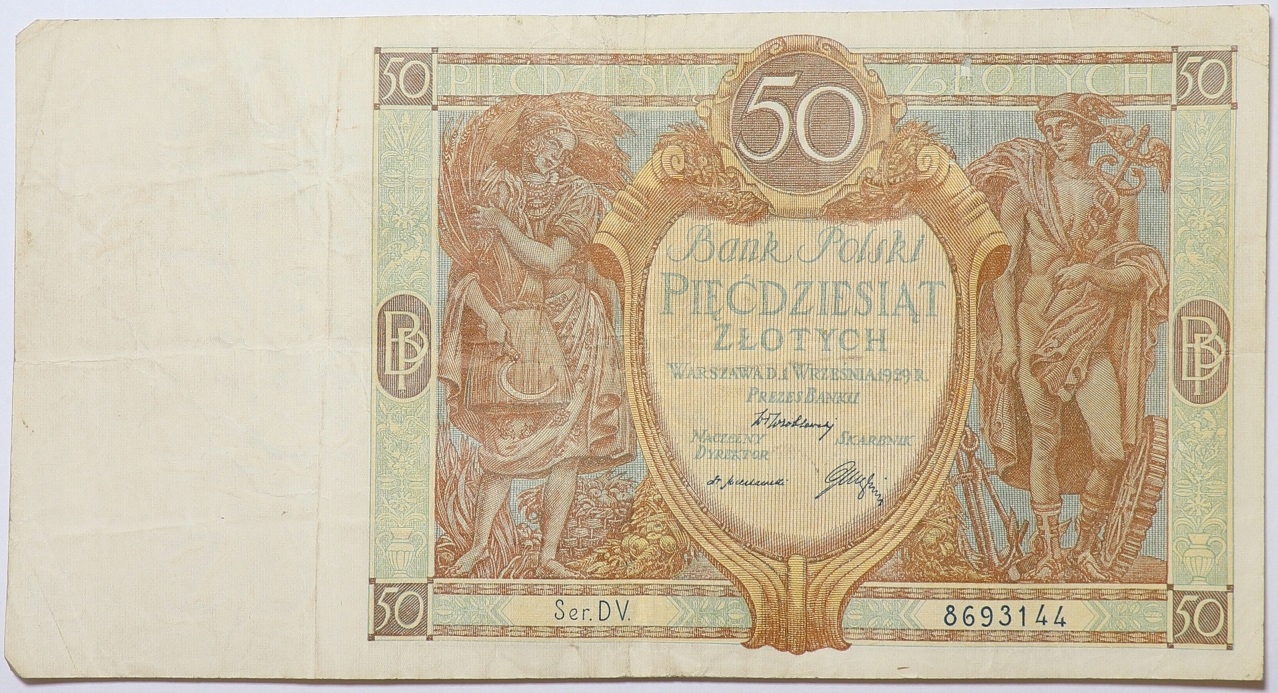 50 PIĘĆDZIESIĄT 50 ZŁOTYCH 50
Bank Polski
PIĘĆDZIESIĄT
ZŁOTYCH
BP BP
WARSZAWA D. 1 WRZEŚNIA 1929 R.
PREZES BANKU
NACZELNY SKARBNIK
DYREKTOR
50 Ser. DV. 8693144 50